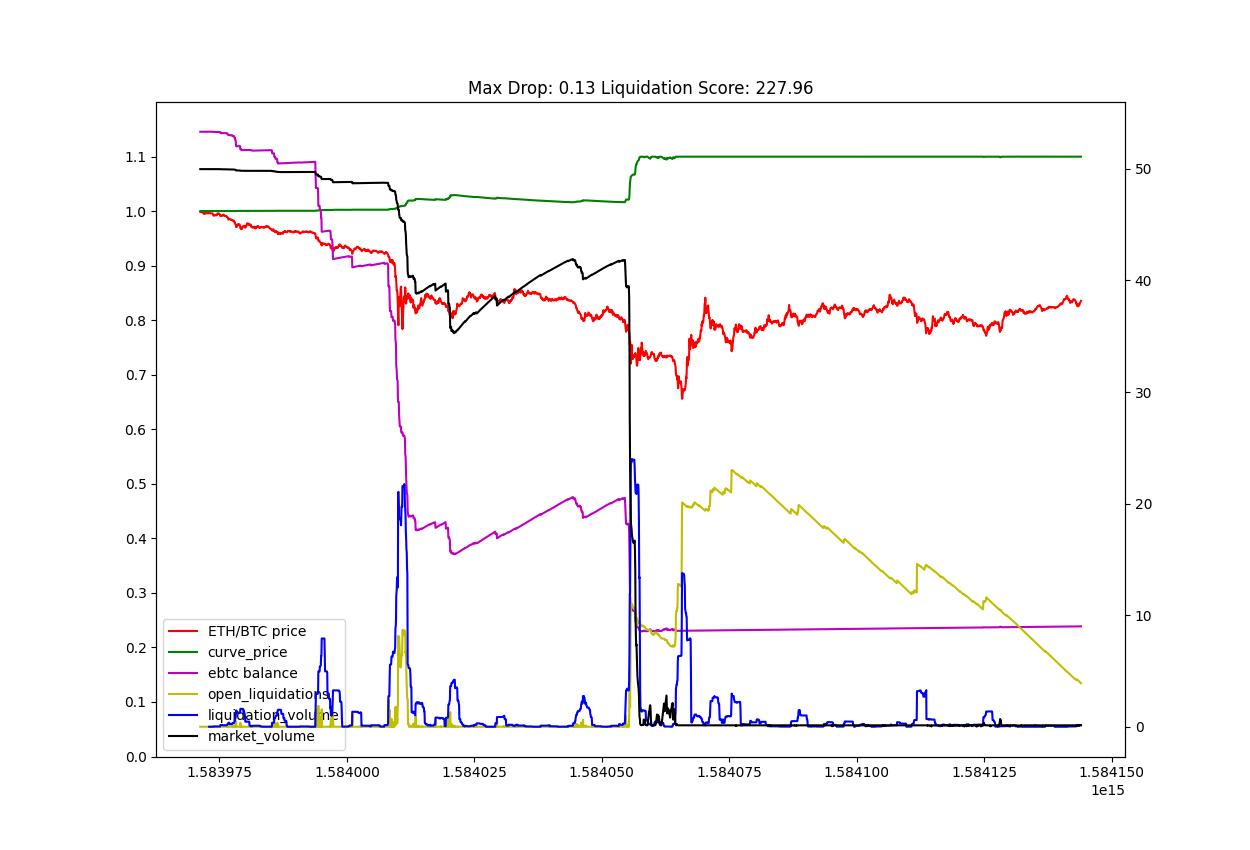 Max Drop: 0.13 Liquidation Score: 227.96
1.1
1.0
0.9
0.8
0.7
0.6
0.5
0.4
0.3
0.2
0.1
0.0
50
40
30
20
10
0
ETH/BTC price
curve_price
ebtc balance
open_liquidations
liquidation_volume
market_volume
1.583975 1.584000 1.584025 1.584050 1.584075 1.584100 1.584125 1.584150
1e15